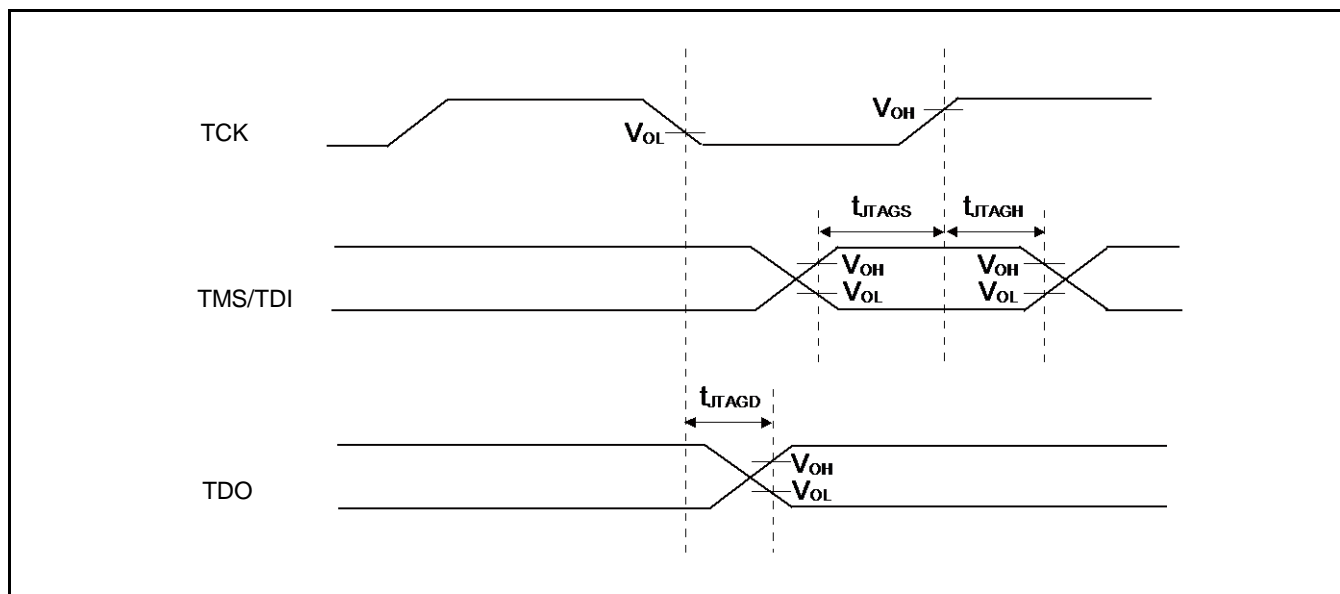 TCK
VOL
VOH
tJTAGS
tJTAGH
TMS/TDI
VOH
VOL
VOH
VOL
tJTAGD
TDO
VOH
VOL